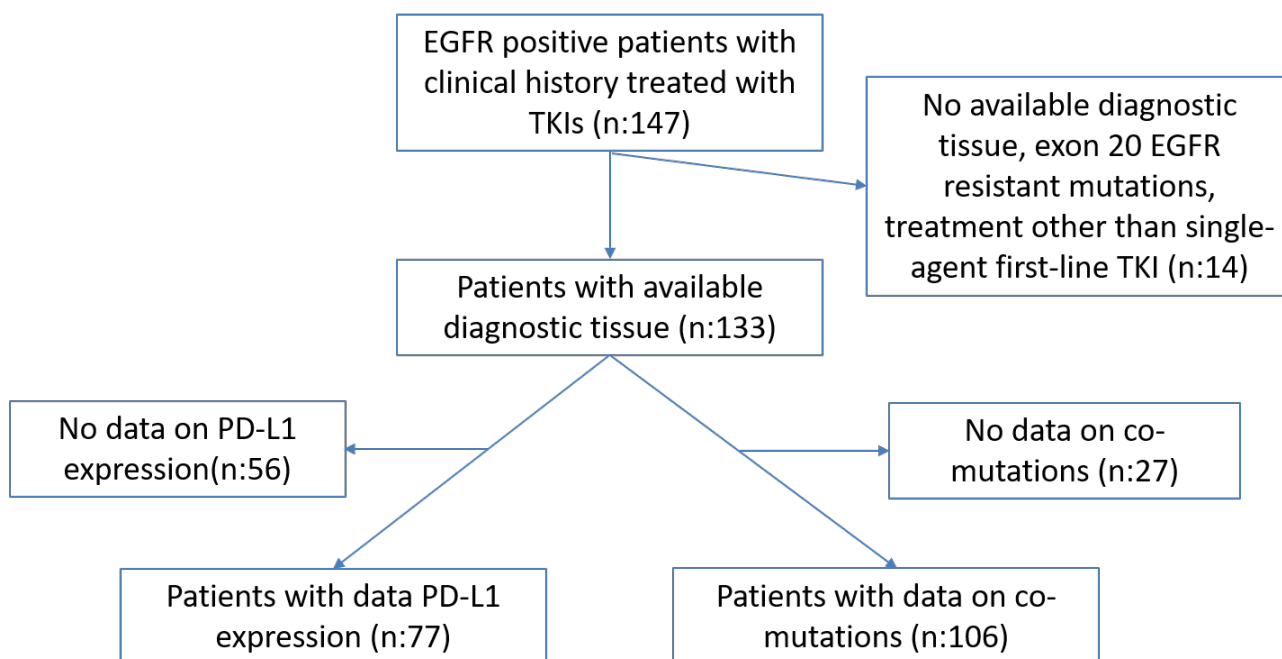 EGFR positive patients with
clinical history treated with
TKIs (n:147)
No available diagnostic
tissue, exon 20 EGFR
resistant mutations,
treatment other than single-
agent first-line TKI (n:14)
Patients with available
diagnostic tissue (n:133)
No data on PD-L1
expression(n:56)
No data on co-
mutations (n:27)
Patients with data PD-L1
expression (n:77)
Patients with data on co-
mutations (n:106)